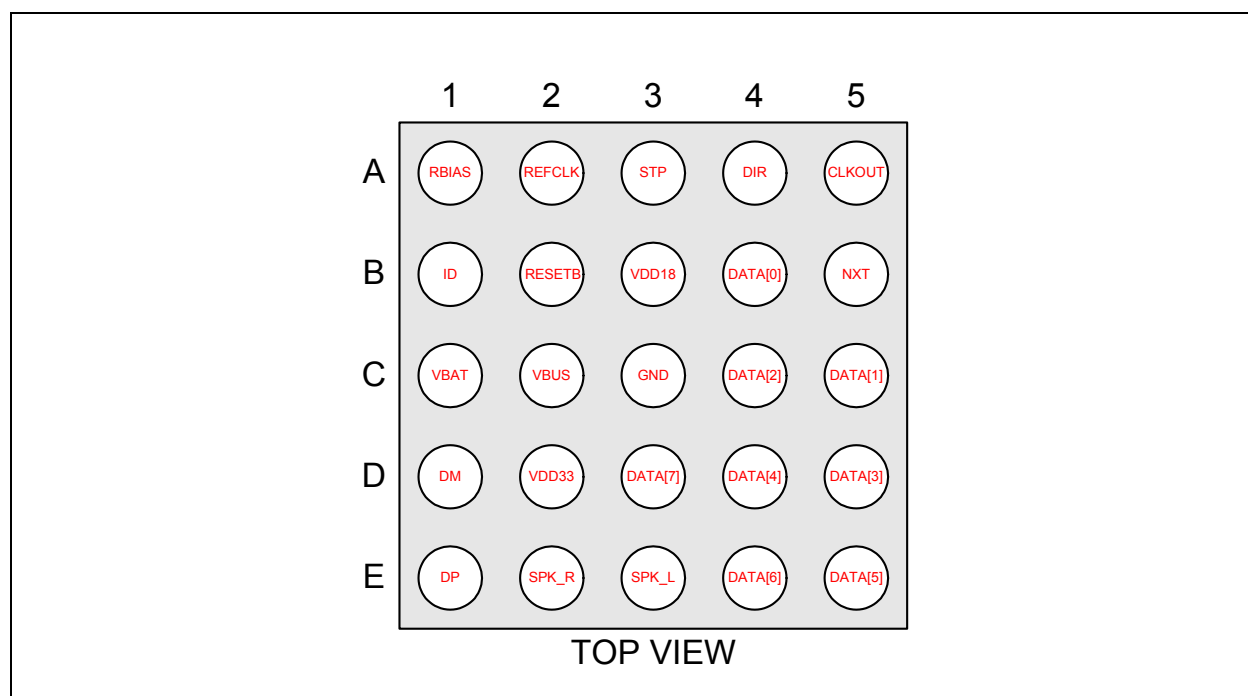 1 2 3 4 5
A RBIAS REFCLK STP DIR CLKOUT
B ID RESETB VDD18 DATA[0] NXT
C VBAT VBUS GND DATA[2] DATA[1]
D DM VDD33 DATA[7] DATA[4] DATA[3]
E DP SPK_R SPK_L DATA[6] DATA[5]
TOP VIEW